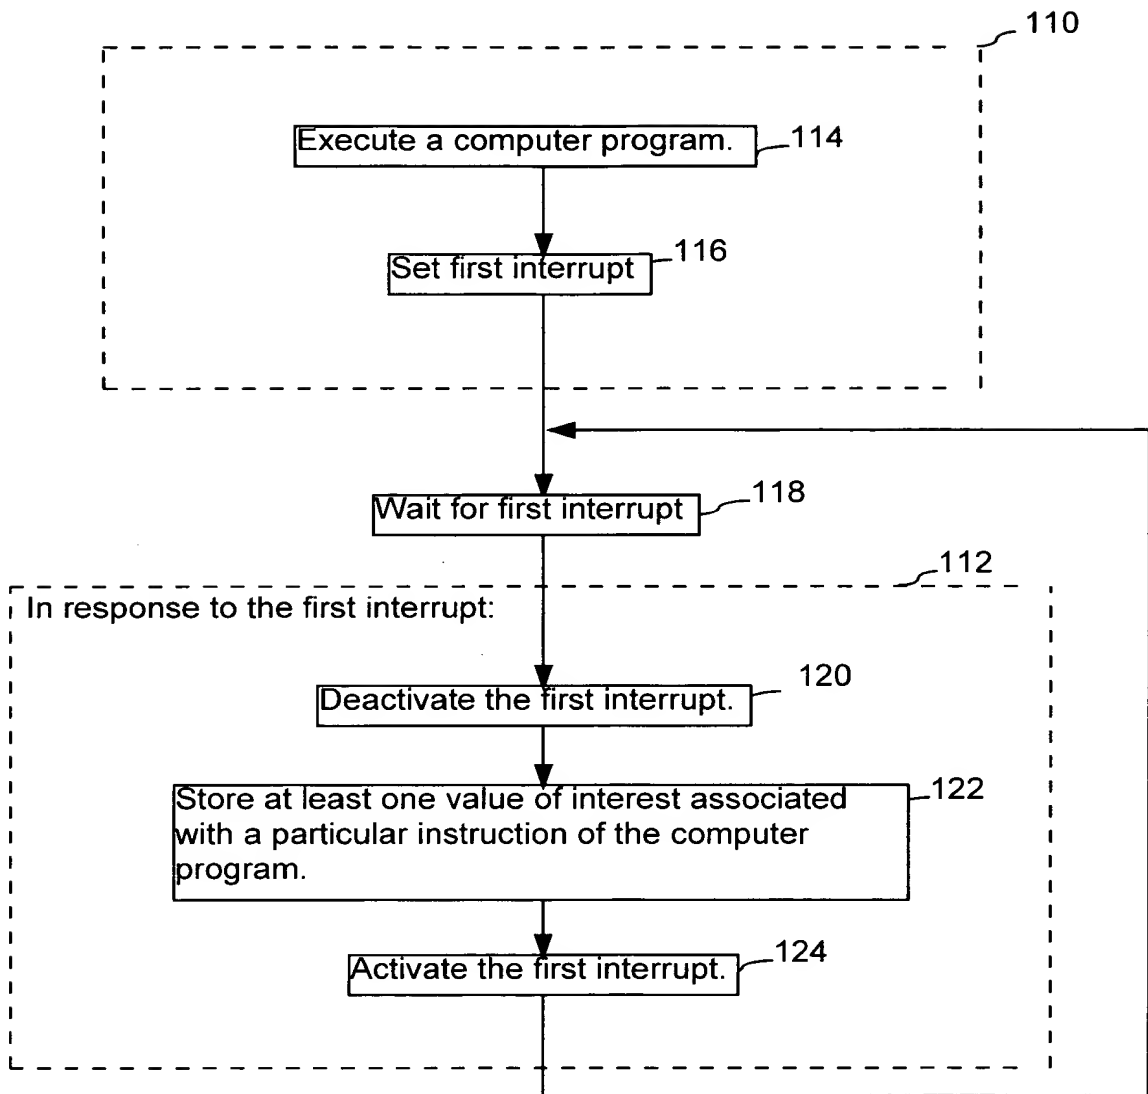 110
Execute a computer program.
114
Set first interrupt
116
Wait for first interrupt
118
112
In response to the first interrupt:
Deactivate the first interrupt.
120
Store at least one value of interest associated
with a particular instruction of the computer
program.
122
Activate the first interrupt.
124